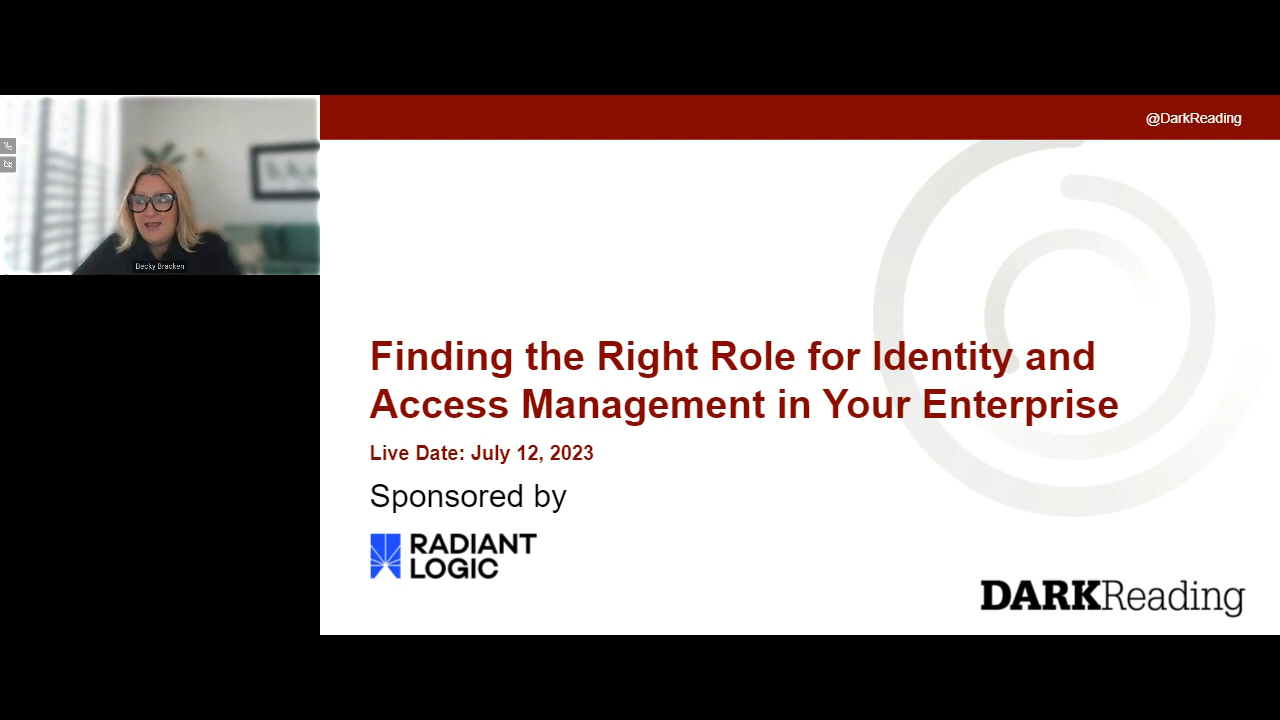 @DarkReading
Becky Bracken
Finding the Right Role for Identity and
Access Management in Your Enterprise
Live Date: July 12, 2023
Sponsored by
RADIANT
LOGIC
DARKReading